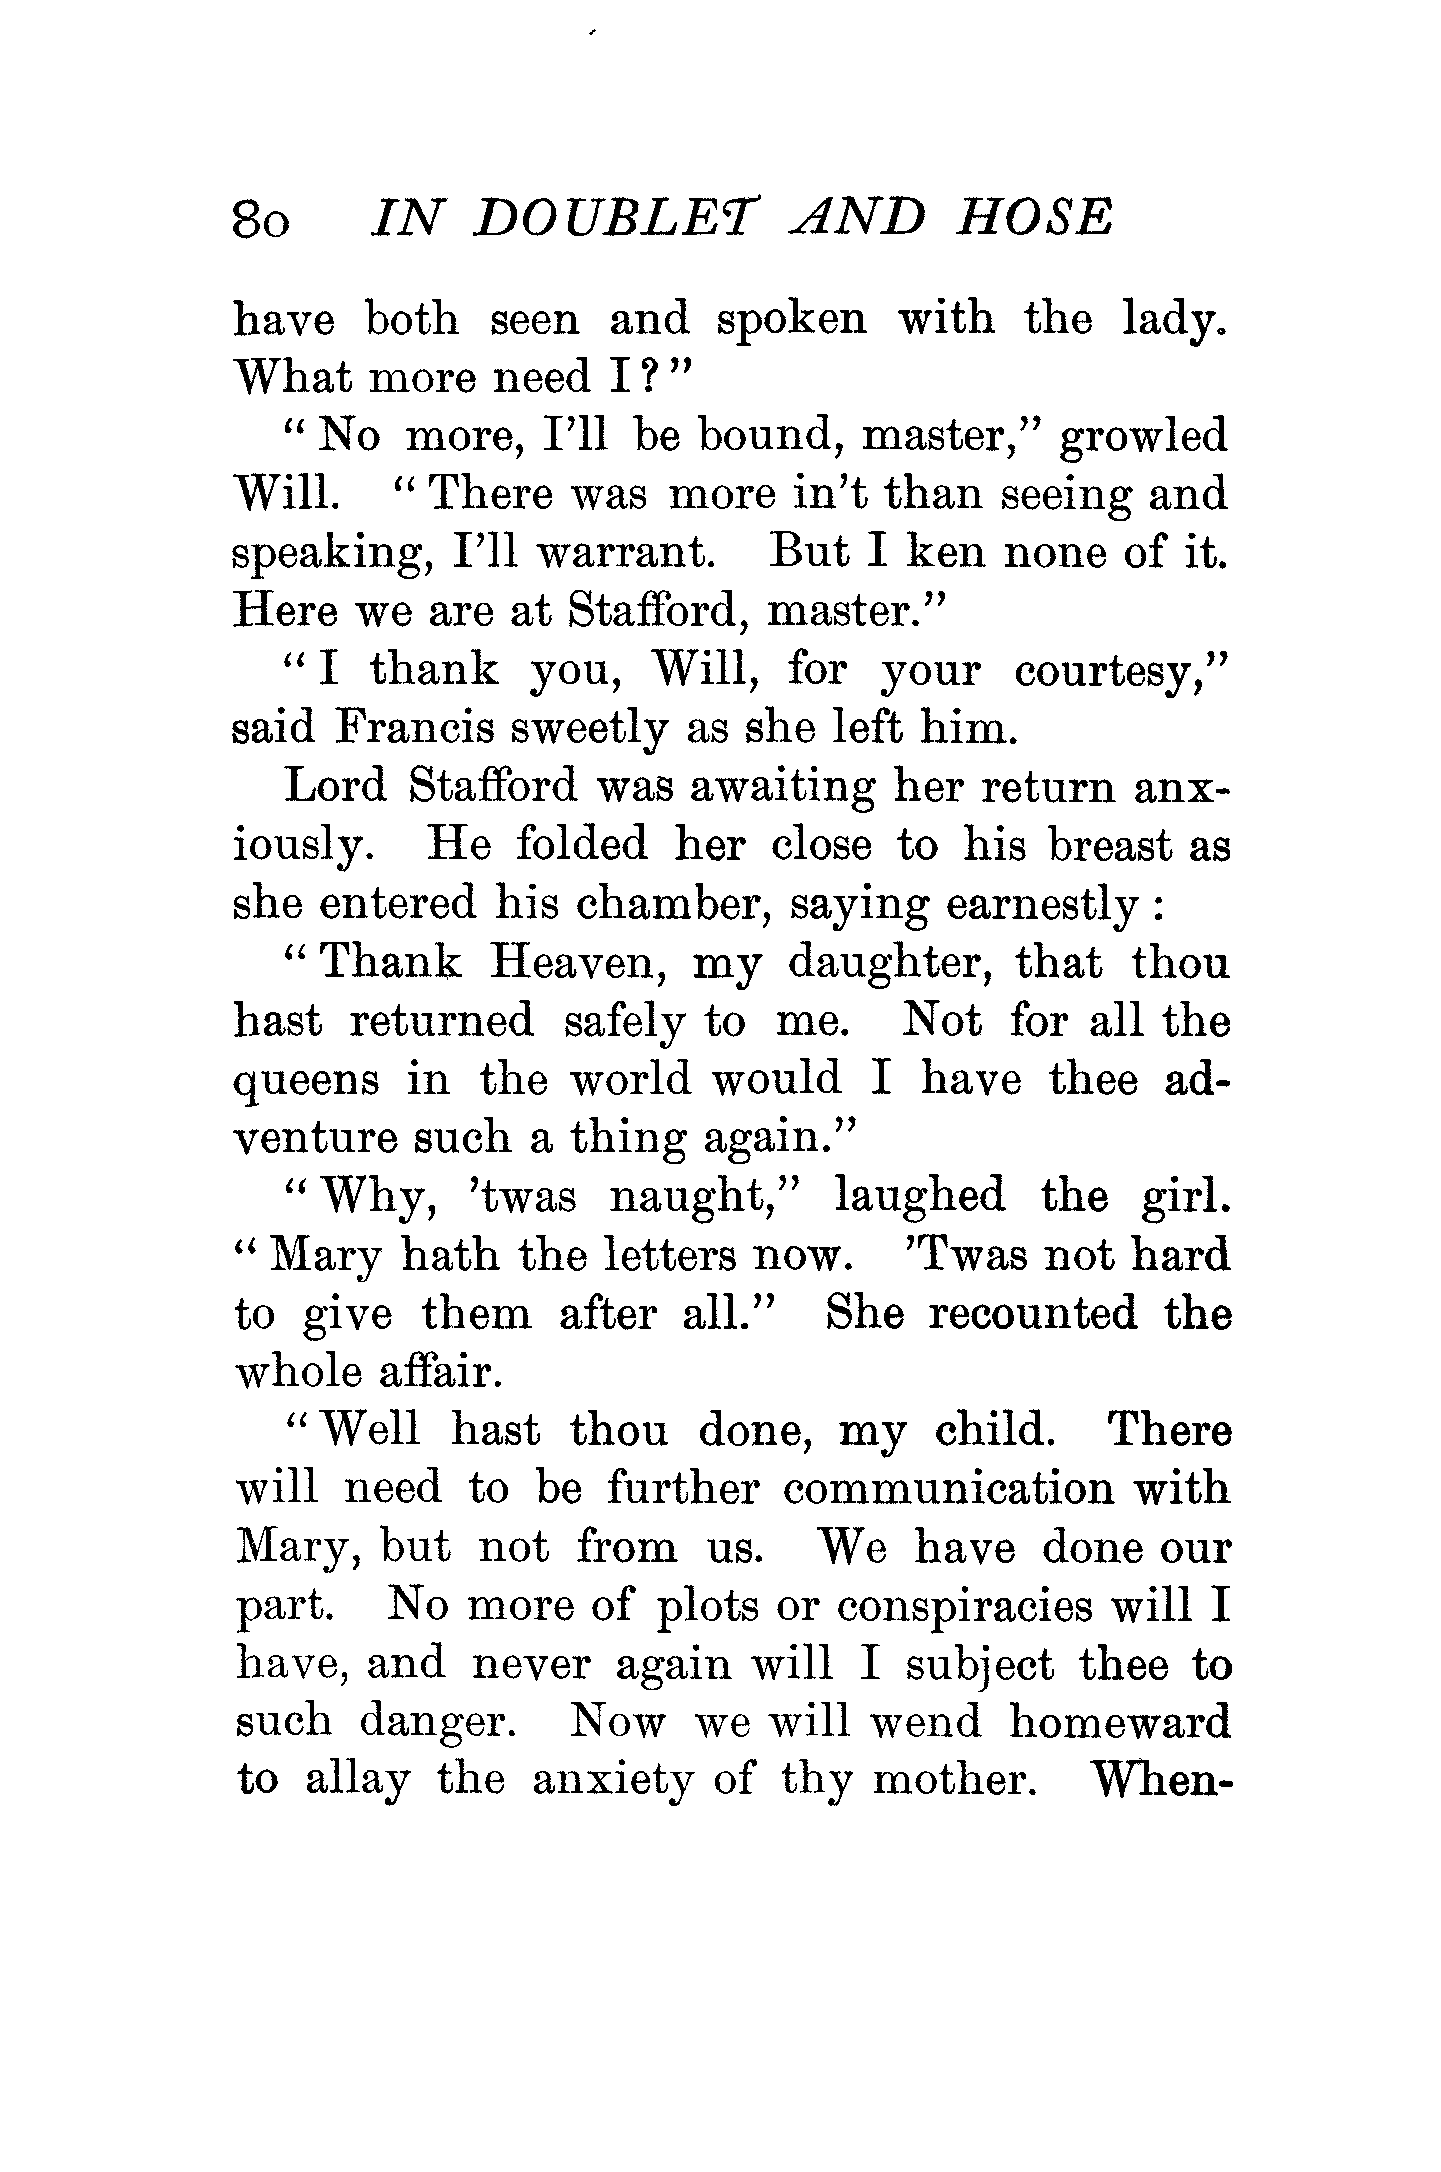 80 IN DOUBLET AND HOSE
have both seen and spoken with the lady.
What more need I?"
"No more, I'll be bound, master," growled
Will. "There was more in't than seeing and
speaking, I'll warrant. But I ken none of it.
Here we are at Stafford, master."
"I thank you, Will, for your courtesy,"
said Francis sweetly as she left him.
Lord Stafford was awaiting her return anx-
iously. He folded her close to his breast as
she entered his chamber, saying earnestly:
"Thank Heaven, my daughter, that thou
hast returned safely to me. Not for all the
queens in the world would I have thee ad-
venture such a thing again."
"Why, 'twas naught," laughed the girl.
"Mary hath the letters now. 'Twas not hard
to give them after all." She recounted the
whole affair.
"Well hast thou done, my child. There
will need to be further communication with
Mary, but not from us. We have done our
part. No more of plots or conspiracies will I
have, and never again will I subject thee to
such danger. Now we will wend homeward
to allay the anxiety of thy mother. When-